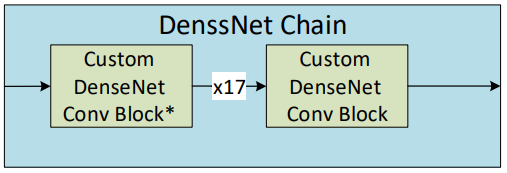 DenssNet Chain
Custom
DenseNet
Conv Block*
x17
Custom
DenseNet
Conv Block